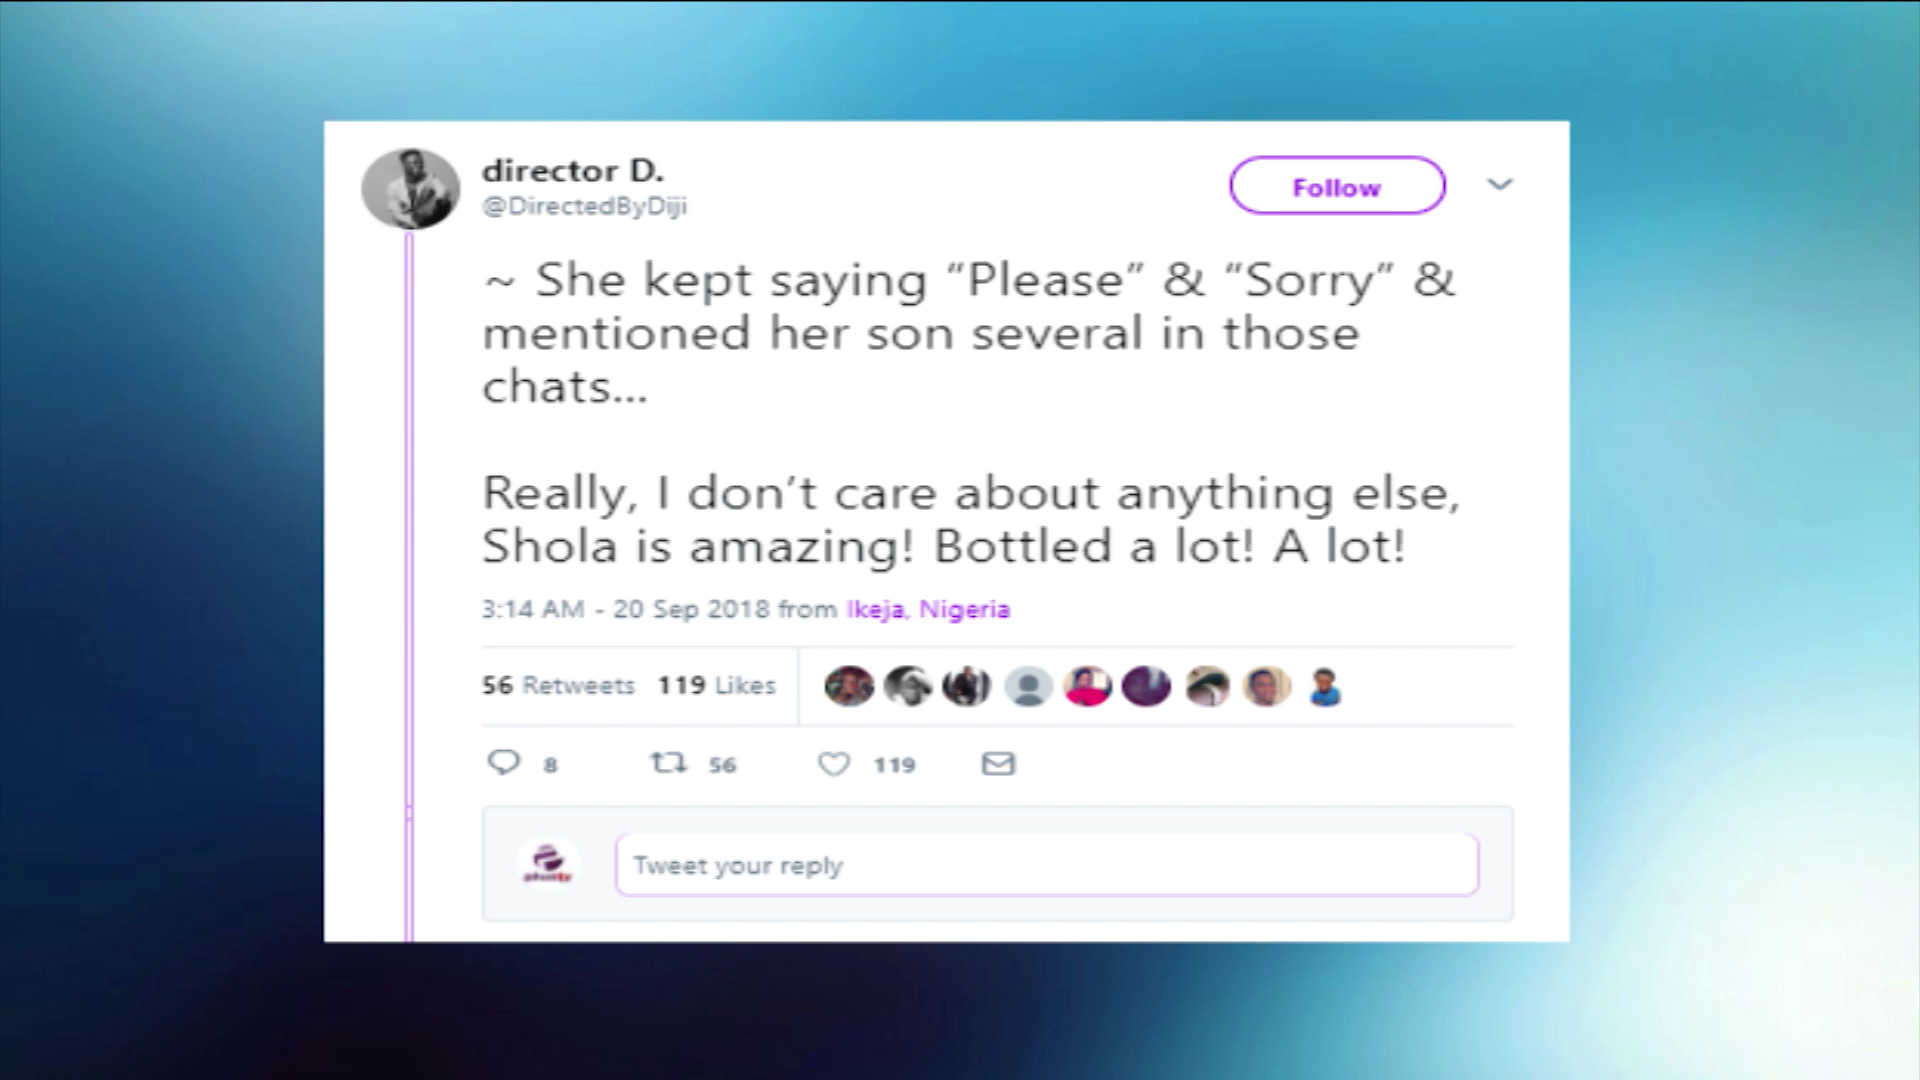 director D.
@DirectedByDiji
Follow
~ She kept saying “Please” & “Sorry” &
mentioned her son several in those
chats...
Really, I don’t care about anything else,
Shola is amazing! Bottled a lot! A lot!
3:14 AM - 20 Sep 2018 from Ikeja, Nigeria
56 Retweets 119 Likes
8 56 119
Tweet your reply